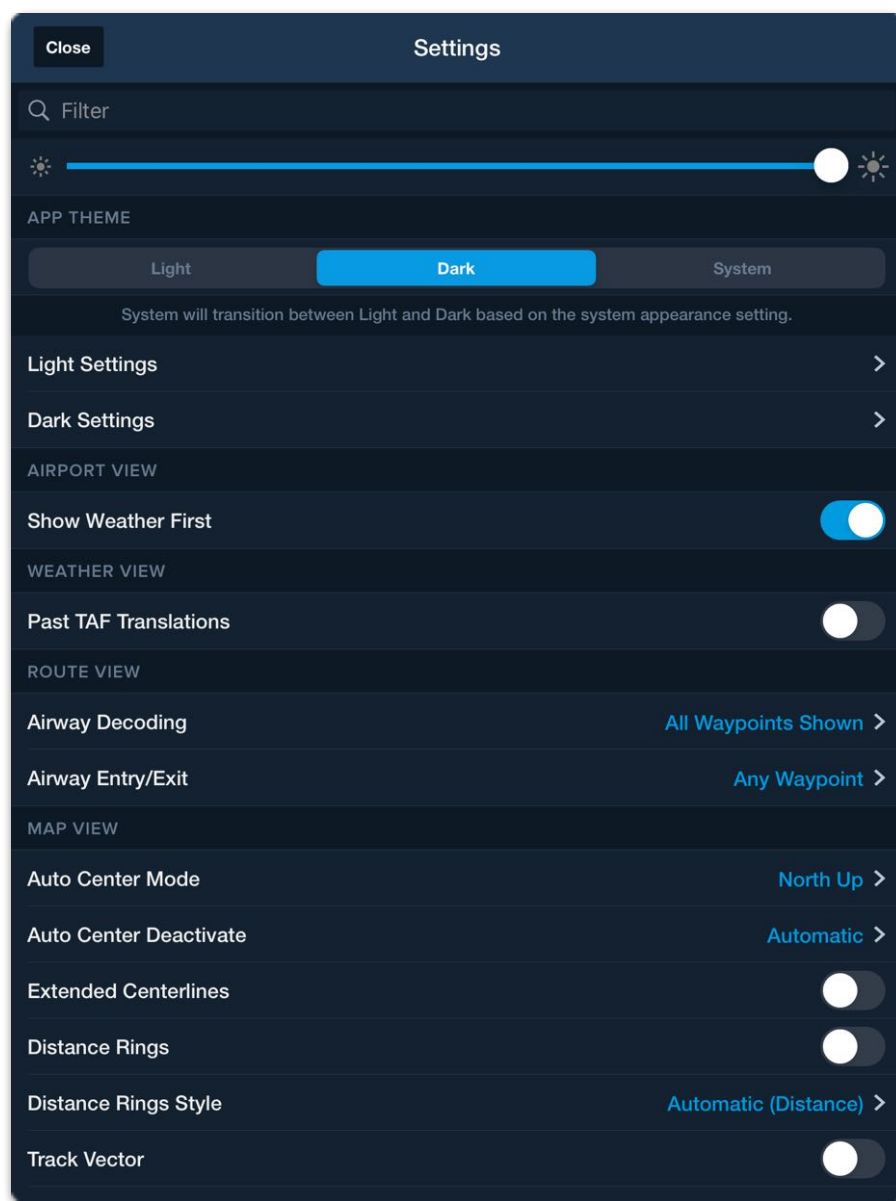 Close
Settings
Filter
APP THEME
Light Dark System
System will transition between Light and Dark based on the system appearance setting.
Light Settings
Dark Settings
AIRPORT VIEW
Show Weather First
WEATHER VIEW
Past TAF Translations
ROUTE VIEW
Airway Decoding All Waypoints Shown
Airway Entry/Exit Any Waypoint
MAP VIEW
Auto Center Mode North Up
Auto Center Deactivate Automatic
Extended Centerlines
Distance Rings
Distance Rings Style Automatic (Distance)
Track Vector